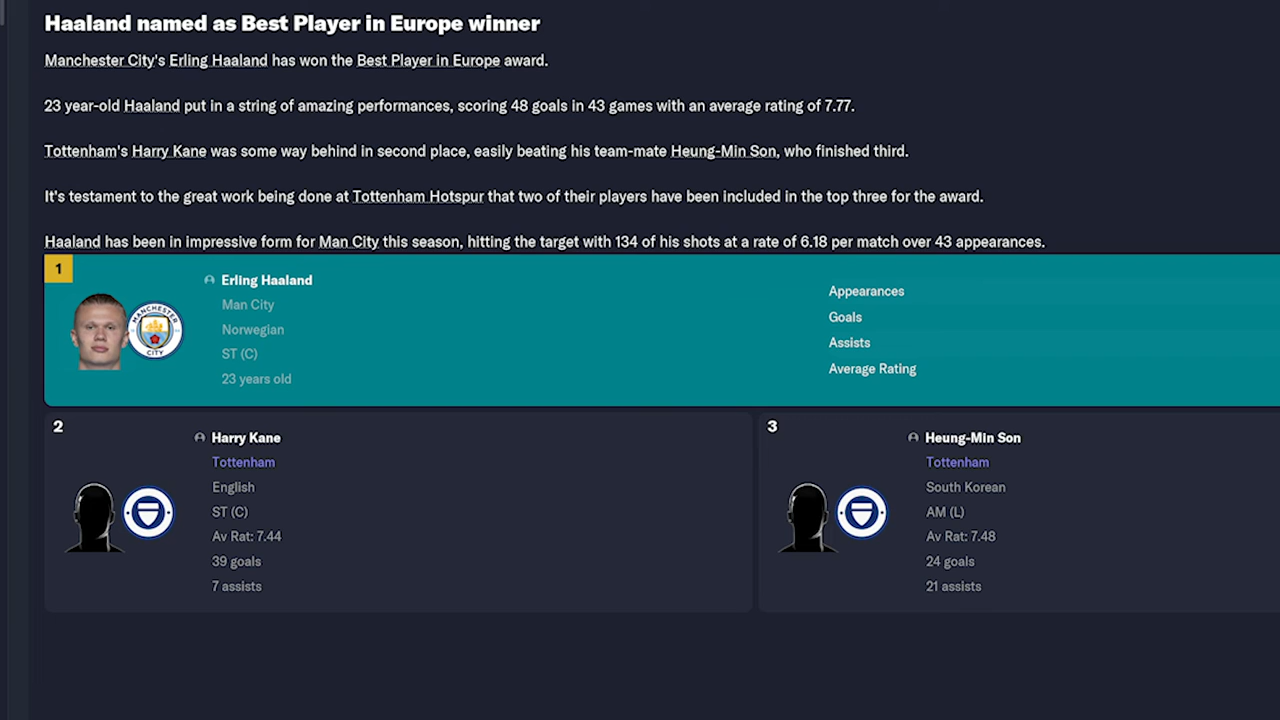 Haaland named as Best Player in Europe winner
Manchester City's Erling Haaland has won the Best Player in Europe award.
23 year-old Haaland put in a string of amazing performances, scoring 48 goals in 43 games with an average rating of 7.77.
Tottenham's Harry Kane was some way behind in second place, easily beating his team-mate Heung-Min Son, who finished third.
It's testament to the great work being done at Tottenham Hotspur that two of their players have been included in the top three for the award.
Haaland has been in impressive form for Man City this season, hitting the target with 134 of his shots at a rate of 6.18 per match over 43 appearances.
1
MANCHESTER
CITY
Erling Haaland
Man City
Norwegian
ST (C)
23 years old
Appearances
Goals
Assists
Average Rating
2
Harry Kane
Tottenham
English
ST (C)
Av Rat: 7.44
39 goals
7 assists
3
Heung-Min Son
Tottenham
South Korean
AM (L)
Av Rat: 7.48
24 goals
21 assists